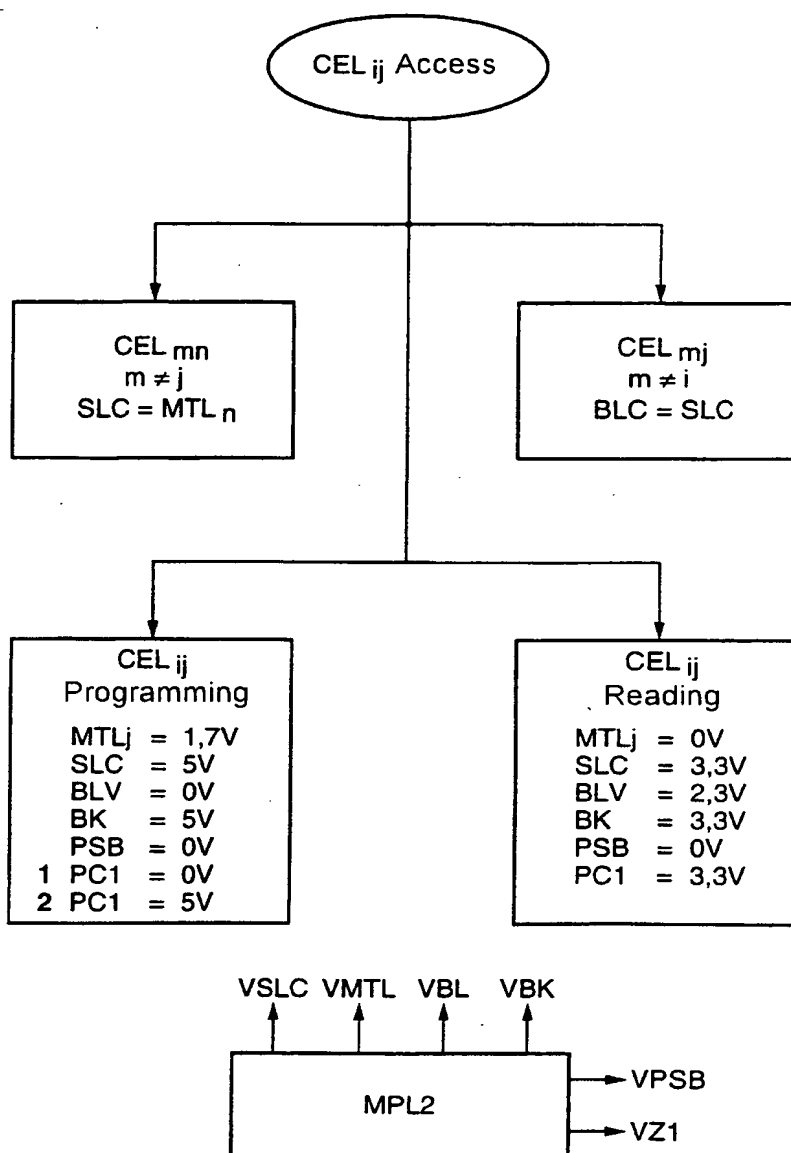 CEL ij Access
CEL mn
m ≠ j
SLC = MTL n
CEL mj
m ≠ i
BLC = SLC
CEL ij
Programming
MTLj = 1,7V
SLC = 5V
BLV = 0V
BK = 5V
PSB = 0V
1 PC1 = 0V
2 PC1 = 5V
CEL ij
Reading
MTLj = 0V
SLC = 3,3V
BLV = 2,3V
BK = 3,3V
PSB = 0V
PC1 = 3,3V
VSLC VMTL VBL VBK
VPSB
MPL2
VZ1